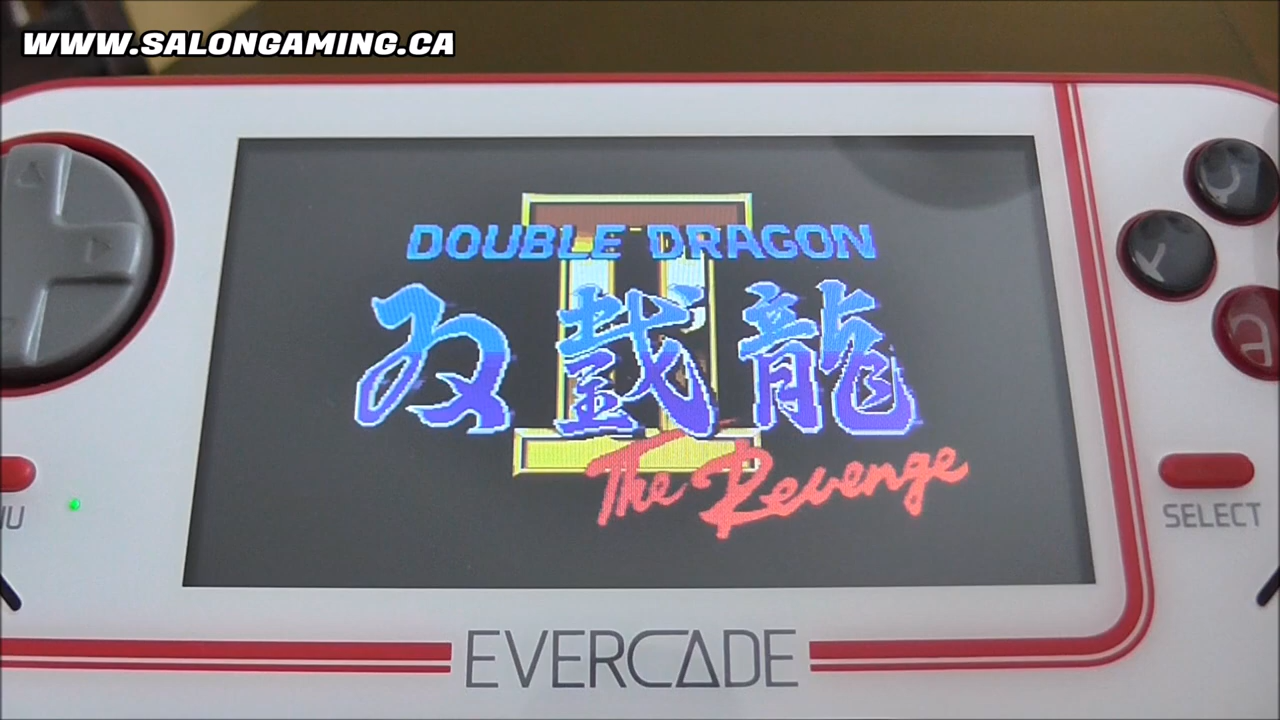 WWW.SALONGAMING.CA
DOUBLE DRAGON
II
双截龍
The Revenge
Y
X
SELECT
EVERCADE